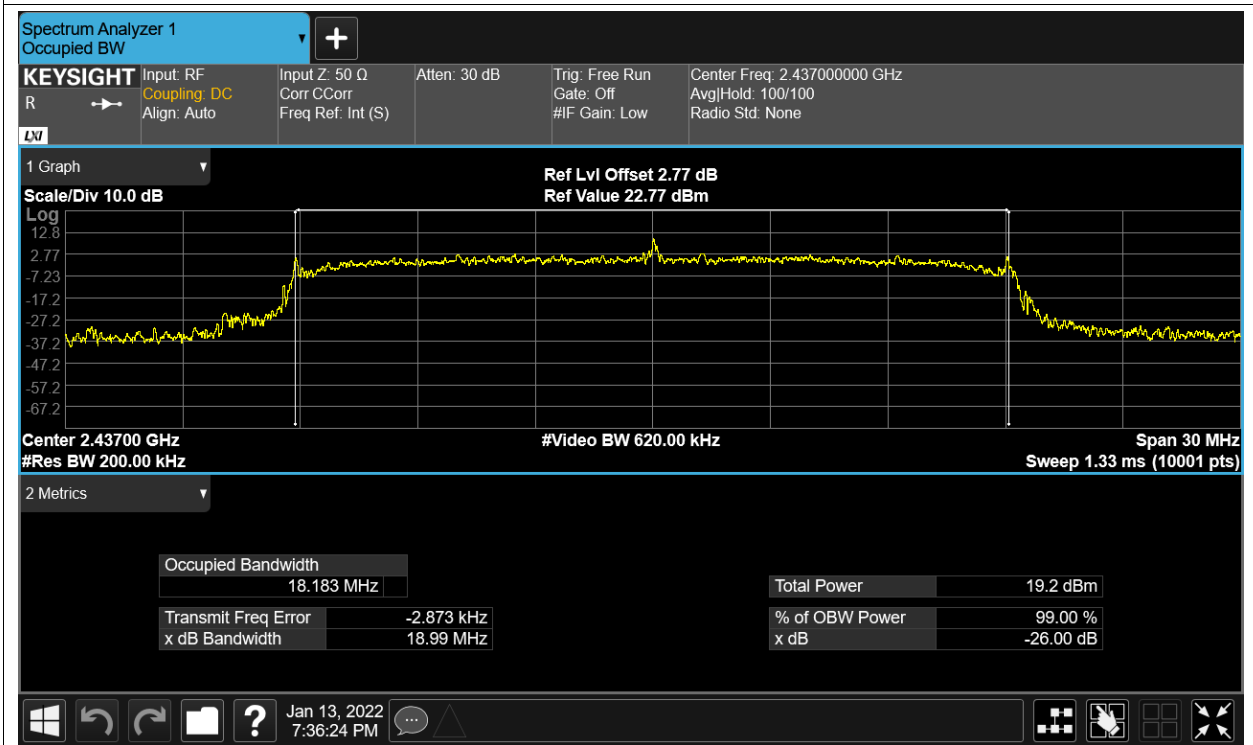 Spectrum Analyzer 1
Occupied BW
KEYSIGHT
R
LXI
Input: RF
Coupling: DC
Align: Auto
Input Z: 50 Ω
Corr CCorr
Freq Ref: Int (S)
Atten: 30 dB
Trig: Free Run
Gate: Off
#IF Gain: Low
Center Freq: 2.437000000 GHz
Avg|Hold: 100/100
Radio Std: None
1 Graph
Scale/Div 10.0 dB
Ref Lvl Offset 2.77 dB
Ref Value 22.77 dBm
Log
12.8
2.77
-7.23
-17.2
-27.2
-37.2
-47.2
-57.2
-67.2
Center 2.43700 GHz
#Video BW 620.00 kHz
Span 30 MHz
#Res BW 200.00 kHz
Sweep 1.33 ms (10001 pts)
2 Metrics
Occupied Bandwidth
18.183 MHz
Total Power 19.2 dBm
Transmit Freq Error -2.873 kHz
% of OBW Power 99.00 %
x dB Bandwidth 18.99 MHz
x dB -26.00 dB
?
Jan 13, 2022
7:36:24 PM